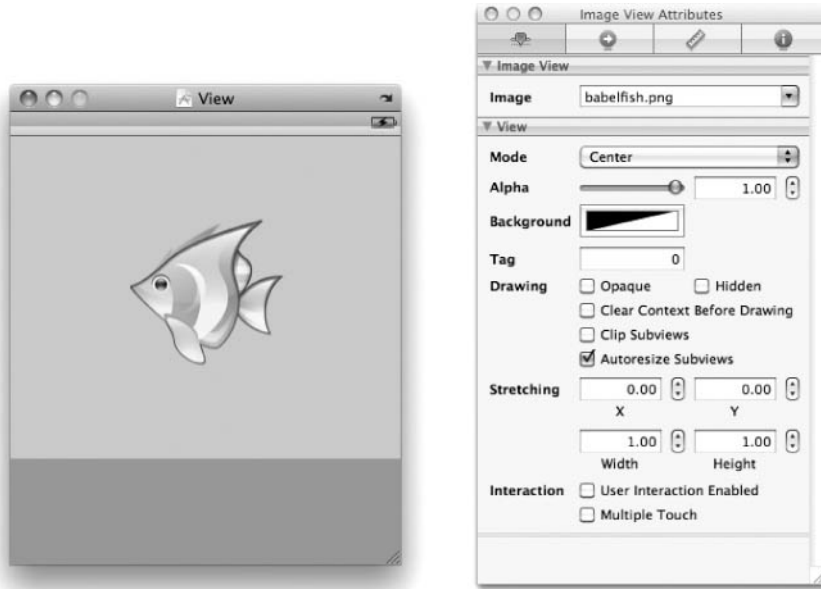 View
Image View Attributes
Image View
Image babelfish.png
View
Mode Center
Alpha 1.00
Background
Tag 0
Drawing Opaque Hidden
Clear Context Before Drawing
Clip Subviews
Autoresize Subviews
Stretching 0.00 0.00
X Y
1.00 1.00
Width Height
Interaction User Interaction Enabled
Multiple Touch